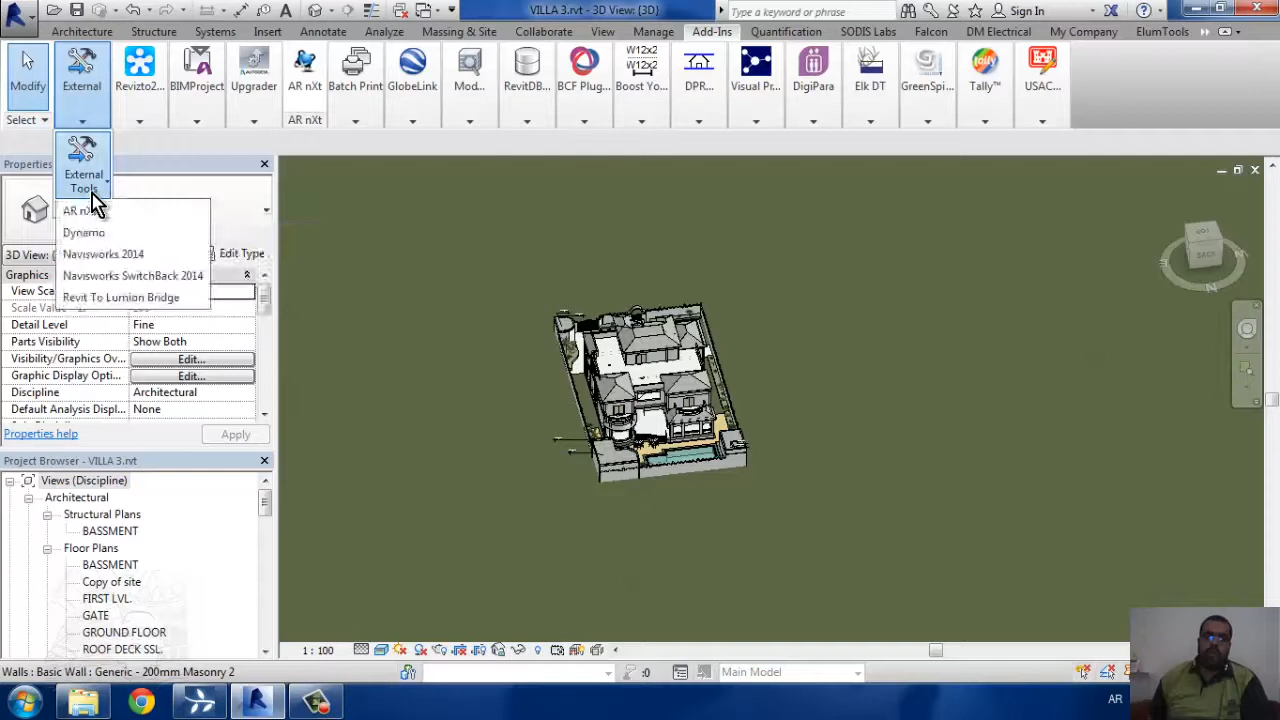 VILLA 3.rvt - 3D View: {3D}
Type a keyword or phrase
Sign In
Architecture
Structure
Systems
Insert
Annotate
Analyze
Massing & Site
Collaborate
View
Manage
Add-Ins
Quantification
SODIS Labs
Falcon
DM Electrical
My Company
ElumTools
Modify
External
Revizto2...
BIMProject
Upgrader
AR nXt
Batch Print
GlobeLink
Mod...
RevitDB...
BCF Plug...
W12x2
W12x2
Boost Yo...
DPR...
Visual Pr...
DigiPara
Elk DT
GreenSpi...
Tally™
USAC...
Select
AR nXt
External
Tools
AR nX
Dynamo
Navisworks 2014
Navisworks SwitchBack 2014
Revit To Lumion Bridge
Properties
3D View:
Edit Type
Graphics
View Sca
Scale Value
Detail Level
Fine
Parts Visibility
Show Both
Visibility/Graphics Ov...
Edit...
Graphic Display Opti...
Edit...
Discipline
Architectural
Default Analysis Displ...
None
Properties help
Apply
Project Browser - VILLA 3.rvt
Views (Discipline)
Architectural
Structural Plans
BASSMENT
Floor Plans
BASSMENT
Copy of site
FIRST LVL.
GATE
GROUND FLOOR
ROOF DECK SSL.
BACK
1 : 100
Walls : Basic Wall : Generic - 200mm Masonry 2
:0
Main Model
AR